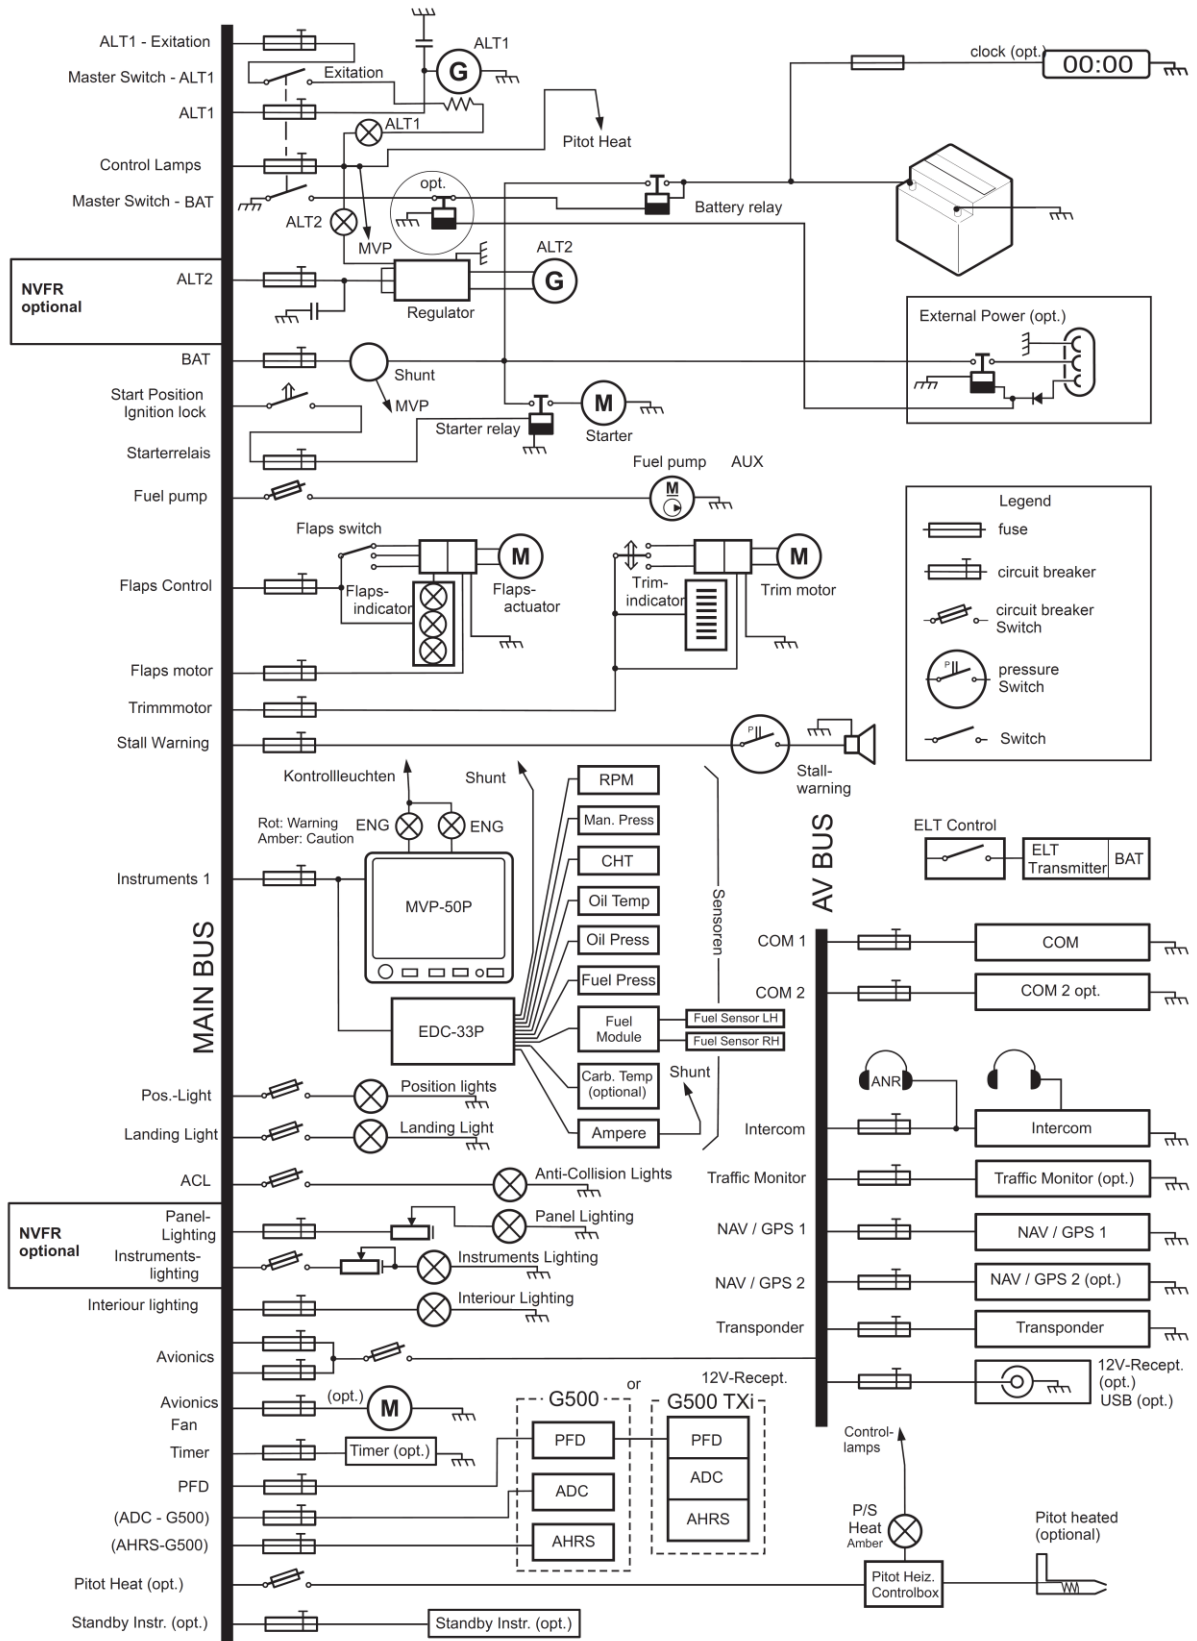 ALT1 - Exitation
ALT1
G
clock (opt.)
00:00
Master Switch - ALT1
Exitation
ALT1
ALT1
Pitot Heat
Control Lamps
opt.
Master Switch - BAT
Battery relay
ALT2
MVP
ALT2
NVFR
optional
ALT2
G
Regulator
External Power (opt.)
BAT
Shunt
Start Position
Ignition lock
MVP
M
Starter relay
Starter
Starterrelais
Fuel pump
AUX
Fuel pump
M
Legend
fuse
circuit breaker
circuit breaker
Switch
P
pressure
Switch
Switch
Flaps switch
M
M
Flaps Control
Flaps-
indicator
Flaps-
actuator
Trim-
indicator
Trim motor
Flaps motor
Trimmmotor
Stall Warning
P
Stall-
warning
Kontrollleuchten
Shunt
Rot: Warning
Amber: Caution
ENG
ENG
RPM
Man. Press
CHT
Oil Temp
Oil Press
Fuel Press
Fuel
Module
Fuel Sensor LH
Fuel Sensor RH
Carb. Temp
(optional)
Shunt
Ampere
Sensoren
Instruments 1
MVP-50P
EDC-33P
MAIN BUS
AV BUS
ELT Control
ELT
Transmitter
BAT
COM 1
COM
COM 2
COM 2 opt.
ANR
Intercom
Intercom
Traffic Monitor
Traffic Monitor (opt.)
NAV / GPS 1
NAV / GPS 1
NAV / GPS 2
NAV / GPS 2 (opt.)
Transponder
Transponder
12V-Recept.
12V-Recept.
(opt.)
USB (opt.)
Pos.-Light
Position lights
Landing Light
Landing Light
ACL
Anti-Collision Lights
NVFR
optional
Panel-
Lighting
Panel Lighting
Instruments-
lighting
Instruments Lighting
Interiour lighting
Interiour Lighting
Avionics
Avionics
Fan
(opt.)
M
G500
or
G500 TXi
PFD
PFD
ADC
ADC
AHRS
AHRS
Timer
Timer (opt.)
PFD
(ADC - G500)
(AHRS-G500)
Control-
lamps
P/S
Heat
Amber
Pitot heated
(optional)
Pitot Heat (opt.)
Pitot Heiz.
Controlbox
Standby Instr. (opt.)
Standby Instr. (opt.)